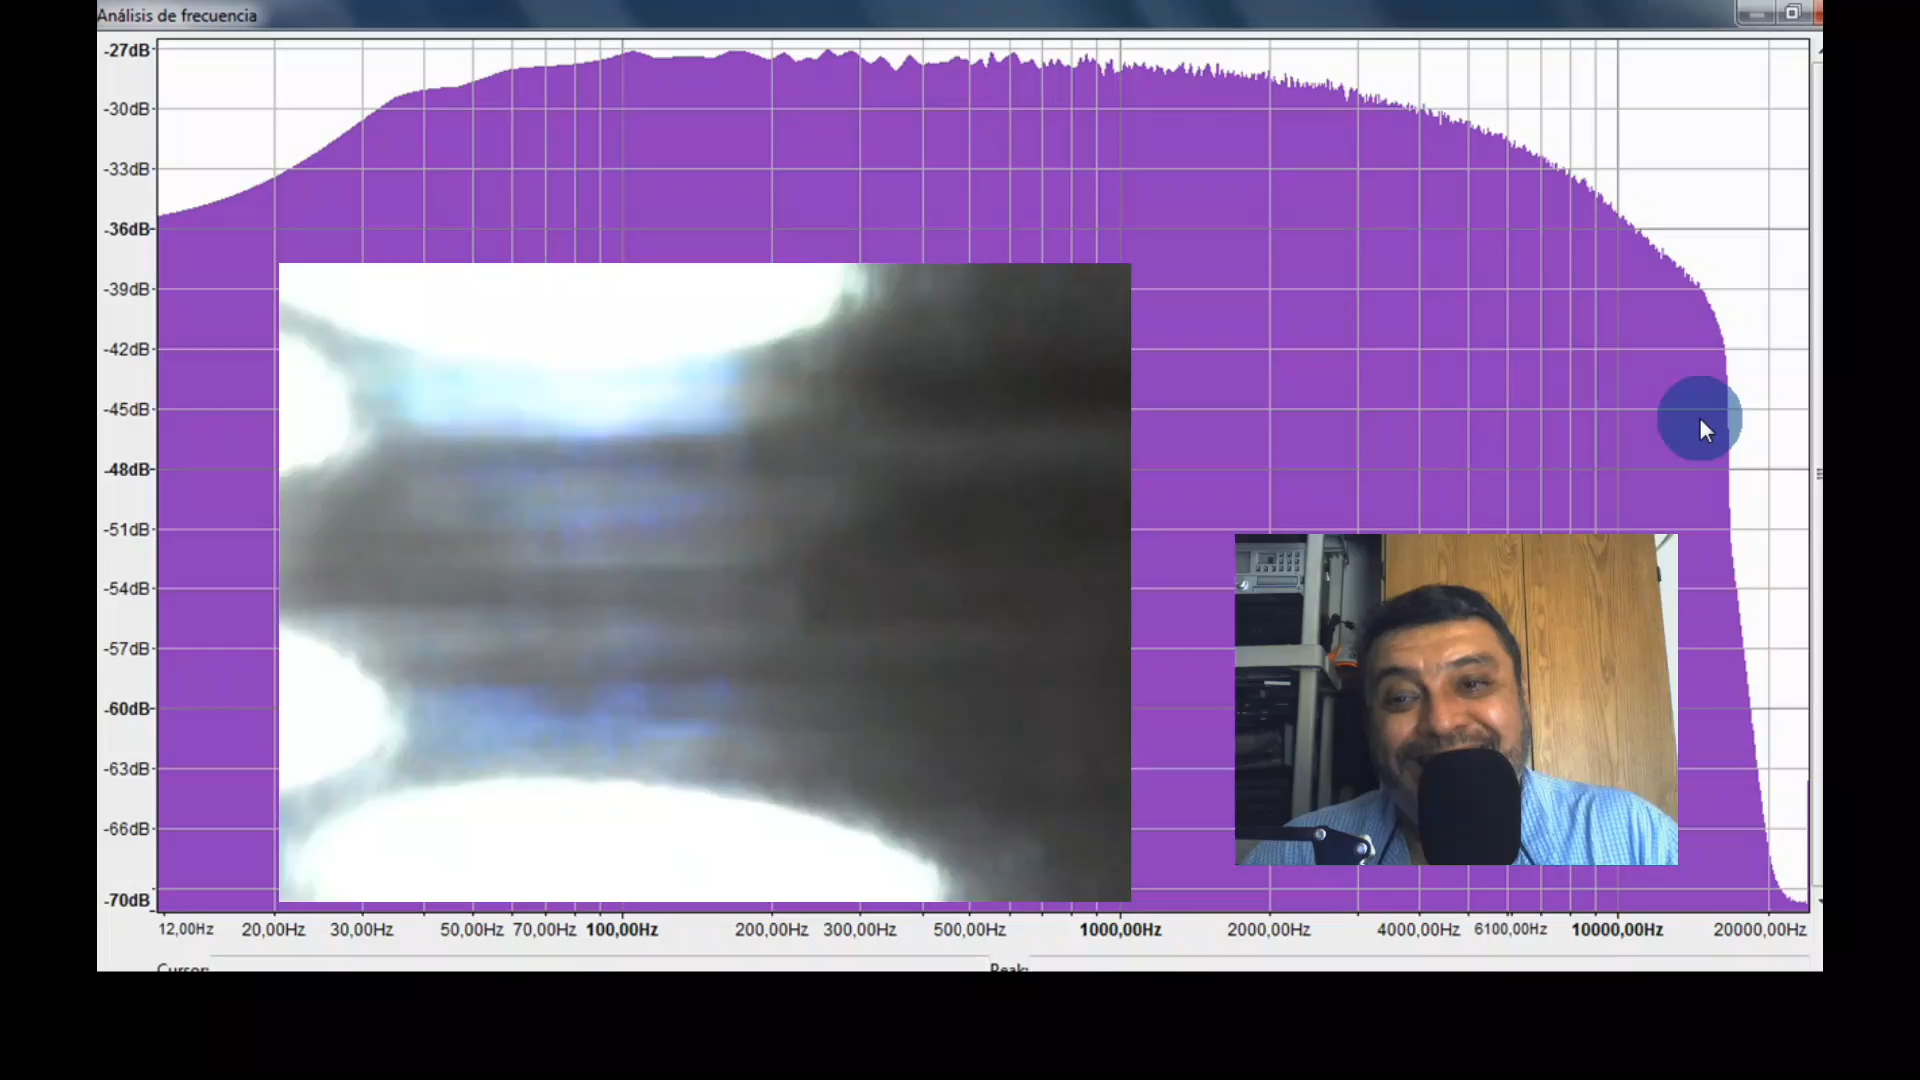 Análisis de frecuencia
-27dB
-30dB
-33dB
-36dB
-39dB
-42dB
-45dB
-48dB
-51dB
-54dB
-57dB
-60dB
-63dB
-66dB
-70dB
12,00Hz 20,00Hz 30,00Hz 50,00Hz 70,00Hz 100,00Hz 200,00Hz 300,00Hz 500,00Hz 1000,00Hz 2000,00Hz 4000,00Hz 6100,00Hz 10000,00Hz 20000,00Hz
Cursor: Peak: